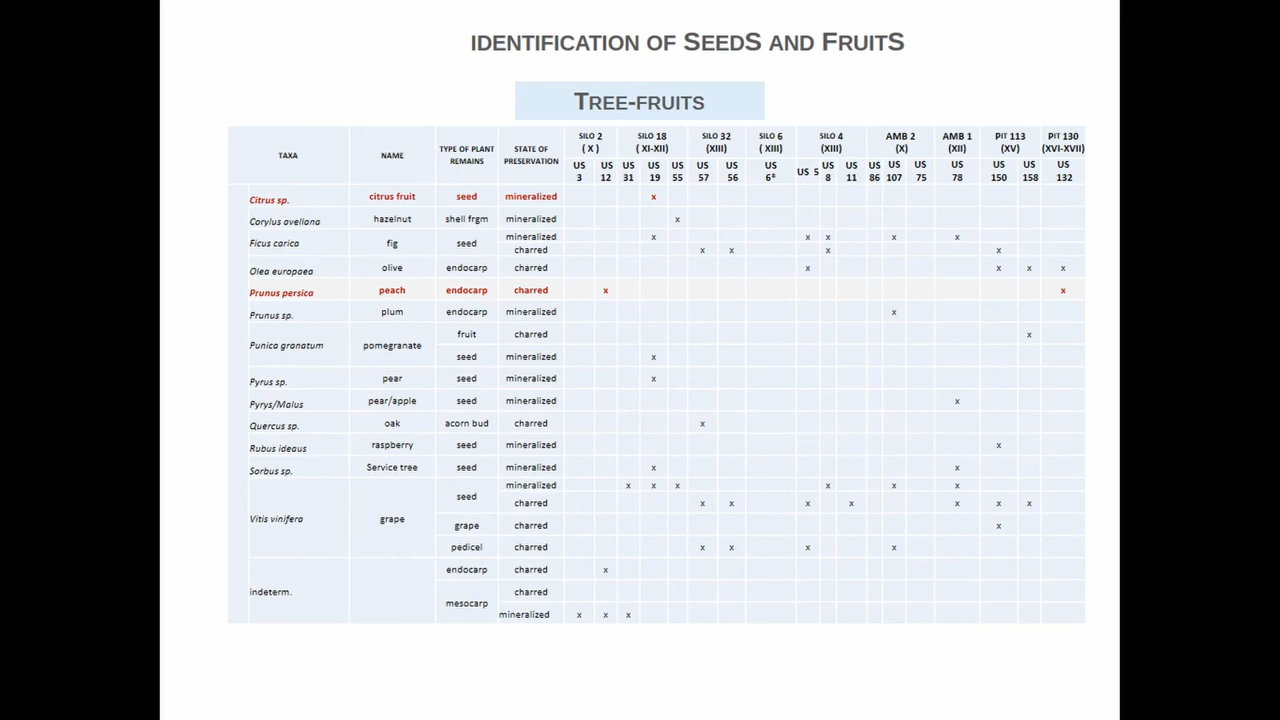 IDENTIFICATION OF SEEDS AND FRUITS
TREE-FRUITS
TAXA NAME TYPE OF PLANT REMAINS STATE OF PRESERVATION SILO 2 ( X ) SILO 18 ( XI-XII) SILO 32 (XIII) SILO 6 ( XIII) SILO 4 (XIII) AMB 2 (X) AMB 1 (XII) PIT 113 (XV) PIT 130 (XVI-XVII)
US 3 US 12 US 31 US 19 US 55 US 57 US 56 US 6* US 5 US 8 US 11 US 86 US 107 US 75 US 78 US 150 US 158 US 132
Citrus sp. citrus fruit seed mineralized x
Corylus avellana hazelnut shell frgm mineralized x
Ficus carica fig seed mineralized x x x x x
charred x x x x
Olea europaea olive endocarp charred x x x x
Prunus persica peach endocarp charred x x
Prunus sp. plum endocarp mineralized x
Punica granatum pomegranate fruit charred x
seed mineralized x
Pyrus sp. pear seed mineralized x
Pyrys/Malus pear/apple seed mineralized x
Quercus sp. oak acorn bud charred x
Rubus ideaus raspberry seed mineralized x
Sorbus sp. Service tree seed mineralized x x
Vitis vinifera grape seed mineralized x x x x x x
charred x x x x x x x
grape charred x
pedicel charred x x x x
indeterm. endocarp charred x
mesocarp charred
mineralized x x x